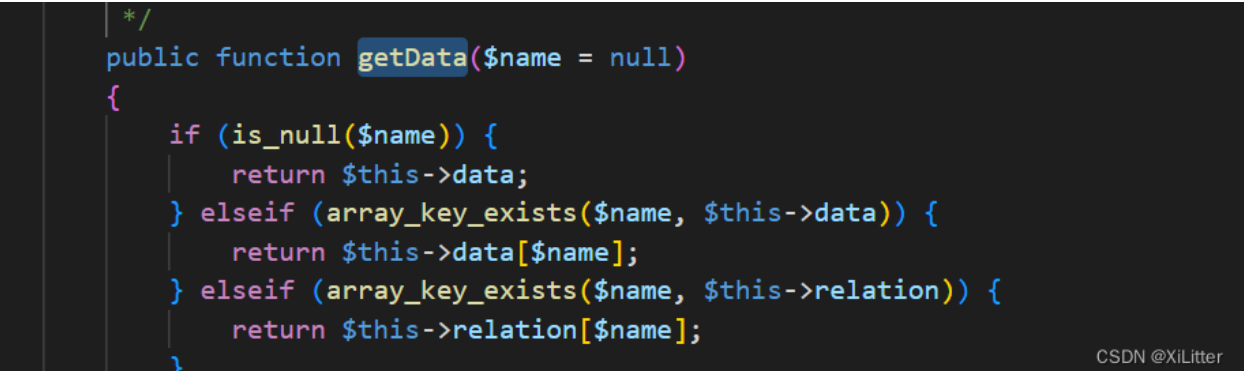 */
public function getData($name = null)
{
if (is_null($name)) {
return $this->data;
} elseif (array_key_exists($name, $this->data)) {
return $this->data[$name];
} elseif (array_key_exists($name, $this->relation)) {
return $this->relation[$name];
}
CSDN @XiLitter